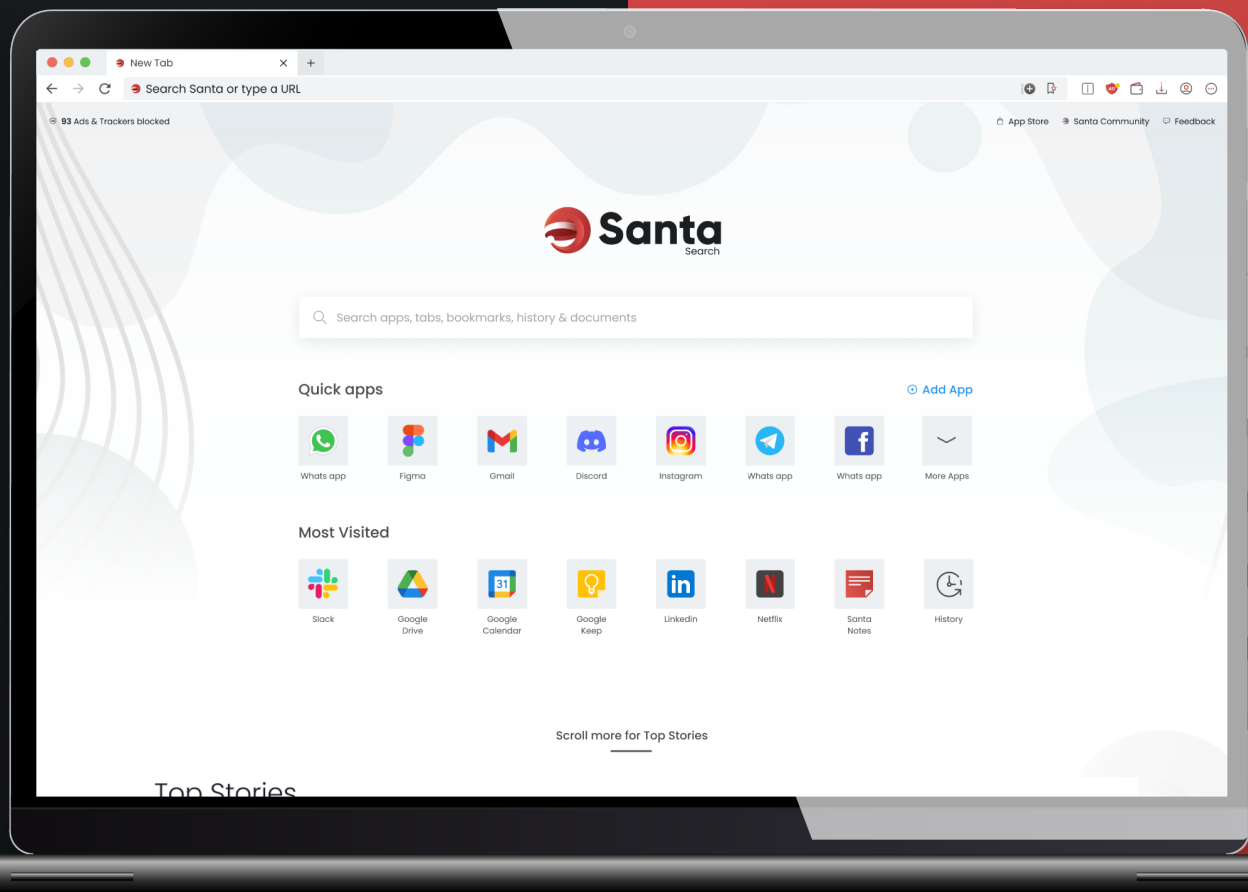 New Tab
Search Santa or type a URL
93 Ads & Trackers blocked
App Store
Santa Community
Feedback
Santa
Search
Search apps, tabs, bookmarks, history & documents
Quick apps
Add App
Whats app
Figma
Gmail
Discord
Instagram
Whats app
Whats app
More Apps
Most Visited
31
Slack
Google
Drive
Google
Calendar
Google
Keep
Linkedin
Netflix
Santa
Notes
History
Scroll more for Top Stories
Top Stories